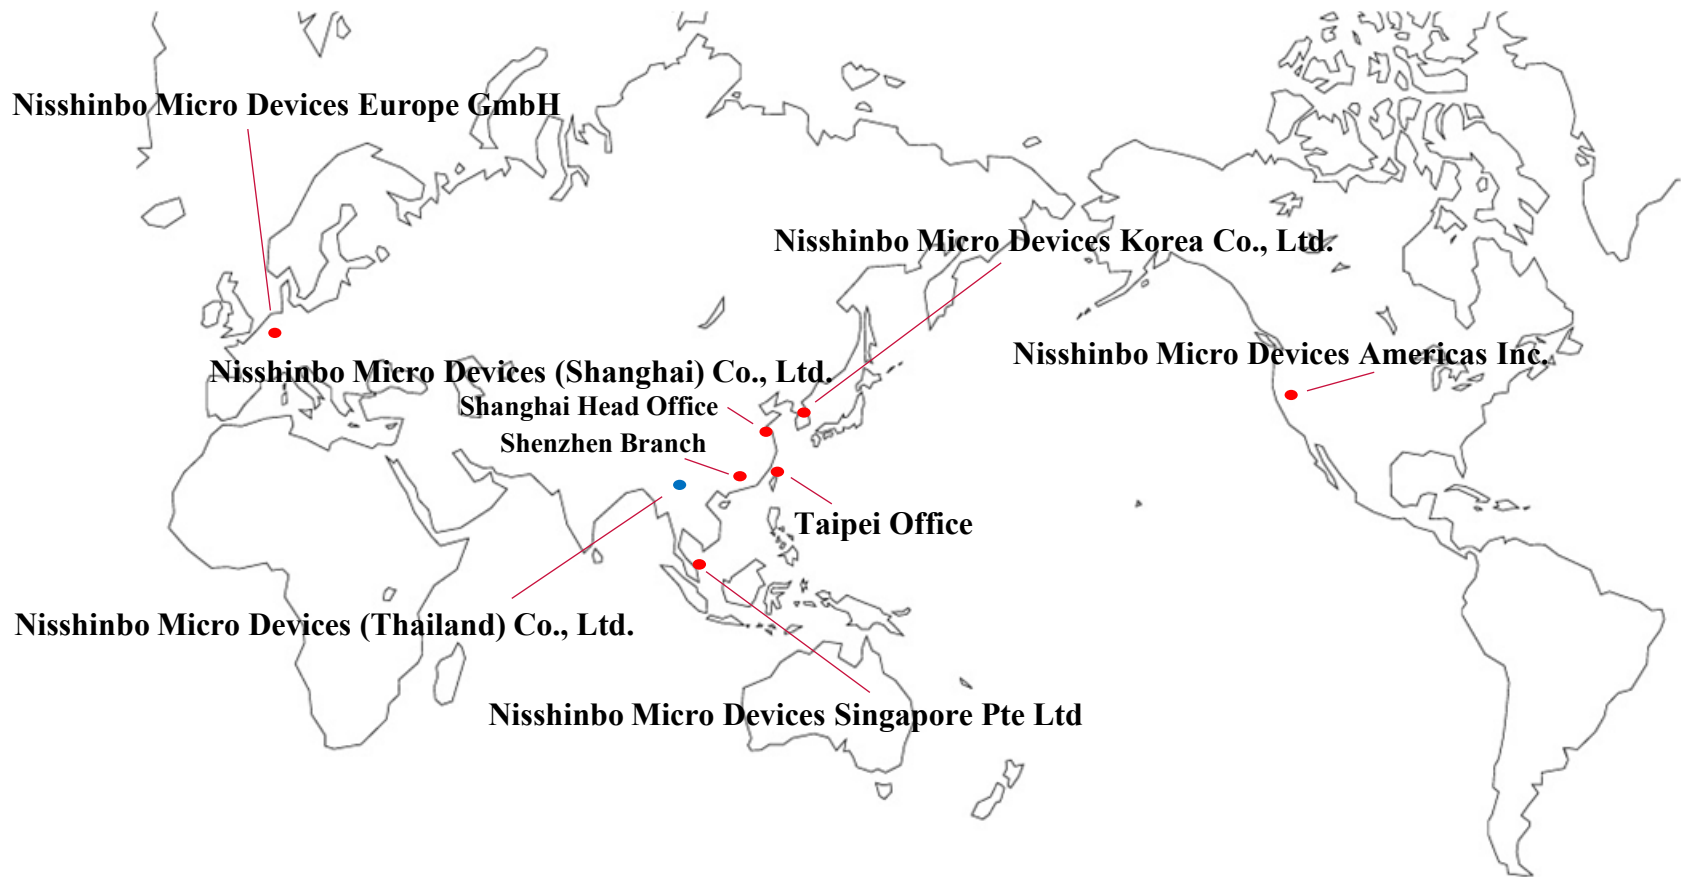 Nisshinbo Micro Devices Europe GmbH
Nisshinbo Micro Devices Korea Co., Ltd.
Nisshinbo Micro Devices Americas Inc.
Nisshinbo Micro Devices (Shanghai) Co., Ltd.
Shanghai Head Office
Shenzhen Branch
Taipei Office
Nisshinbo Micro Devices (Thailand) Co., Ltd.
Nisshinbo Micro Devices Singapore Pte Ltd